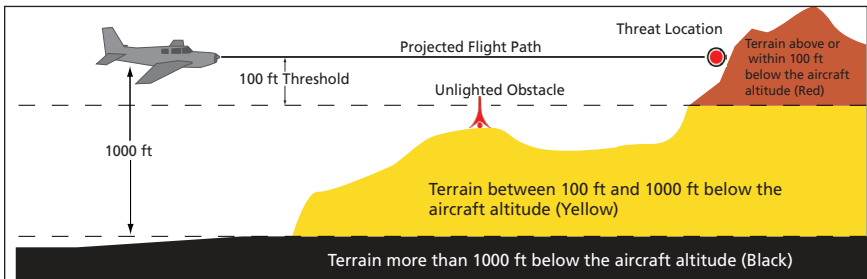 Threat Location
Projected Flight Path
Terrain above or
within 100 ft
below the aircraft
altitude (Red)
100 ft Threshold
Unlighted Obstacle
1000 ft
Terrain between 100 ft and 1000 ft below the
aircraft altitude (Yellow)
Terrain more than 1000 ft below the aircraft altitude (Black)